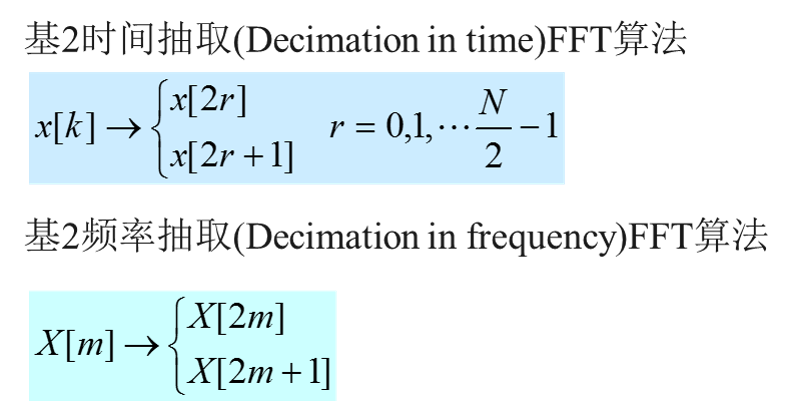 基2时间抽取(Decimation in time)FFT算法
x[k] → { x[2r]
x[2r+1] r = 0,1,⋯ N/2 −1
基2频率抽取(Decimation in frequency)FFT算法
X[m] → { X[2m]
X[2m+1]